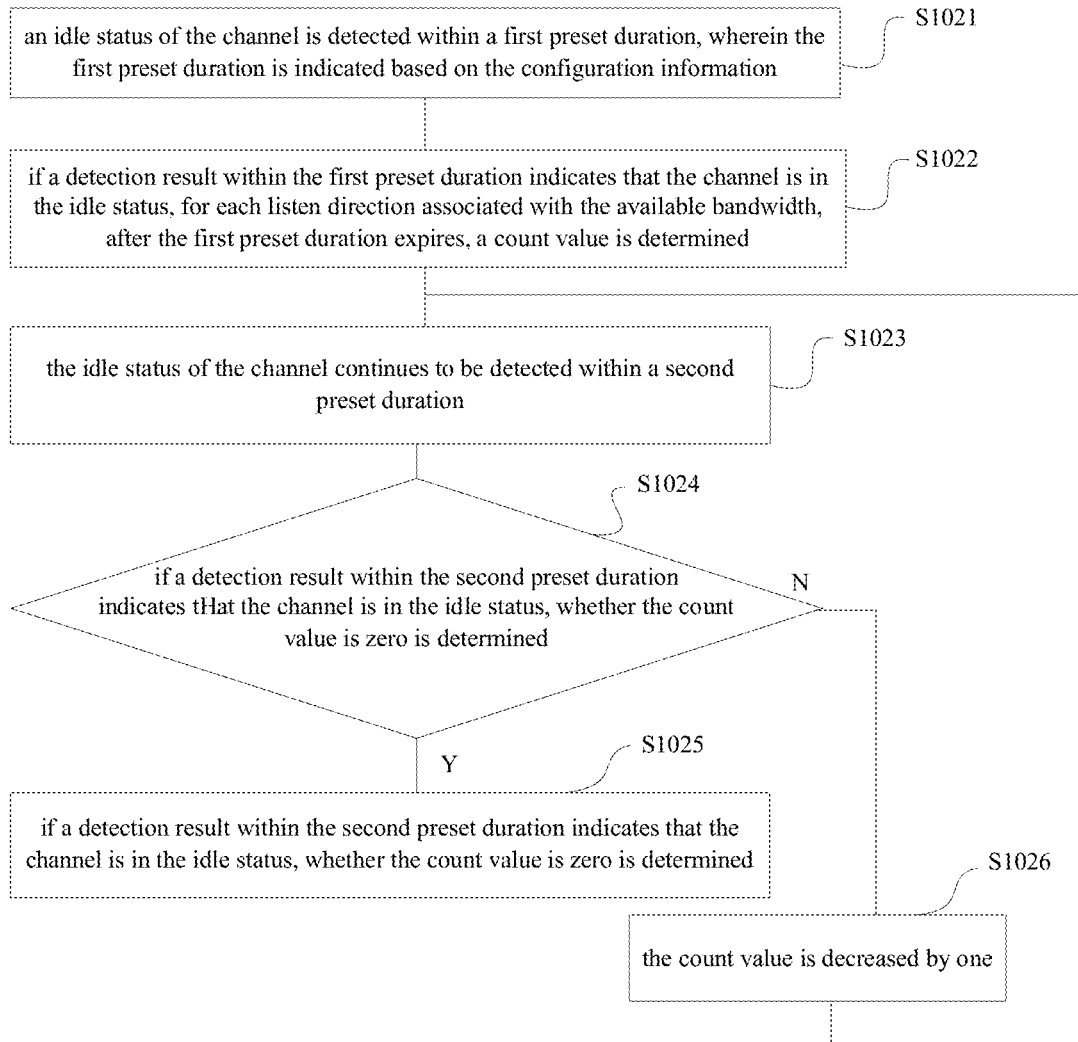 S1021
an idle status of the channel is detected within a first preset duration, wherein the
first preset duration is indicated based on the configuration information
S1022
if a detection result within the first preset duration indicates that the channel is in
the idle status, for each listen direction associated with the available bandwidth,
after the first preset duration expires, a count value is determined
S1023
the idle status of the channel continues to be detected within a second
preset duration
S1024
if a detection result within the second preset duration
indicates tHat the channel is in the idle status, whether the count
value is zero is determined
N
Y
S1025
if a detection result within the second preset duration indicates that the
channel is in the idle status, whether the count value is zero is determined
S1026
the count value is decreased by one